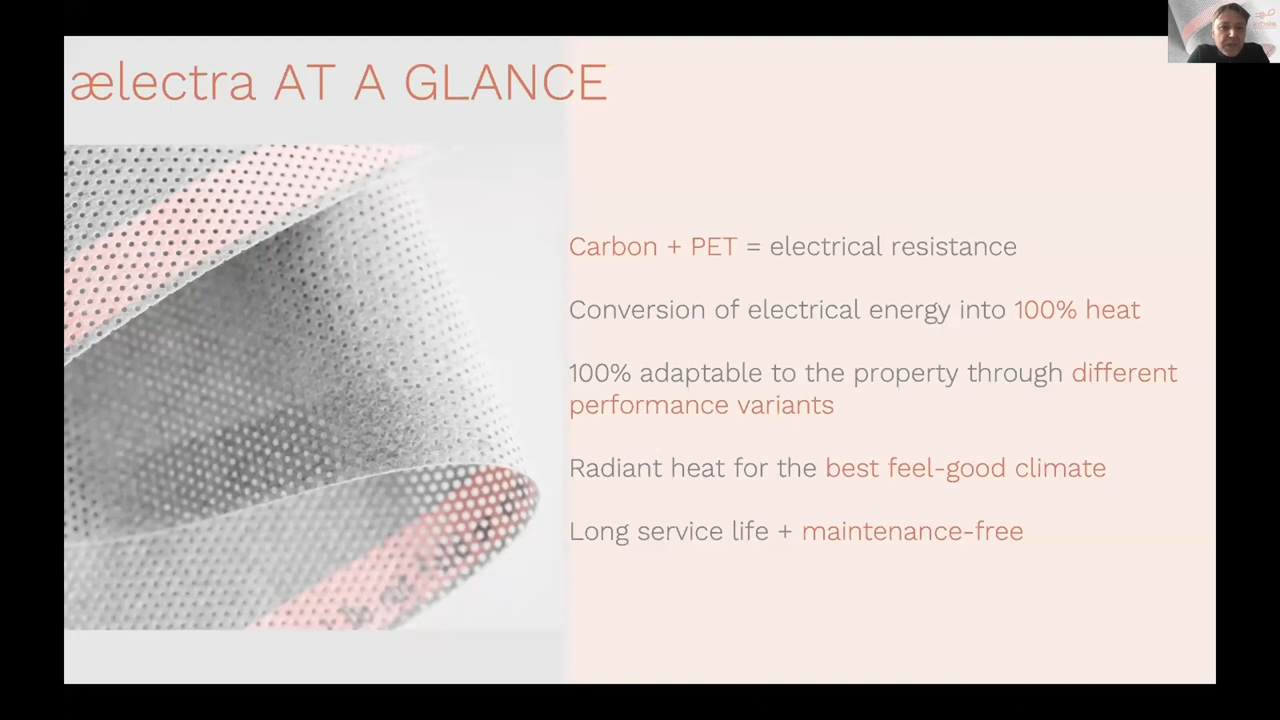 ælectra AT A GLANCE
Carbon + PET = electrical resistance
Conversion of electrical energy into 100% heat
100% adaptable to the property through different
performance variants
Radiant heat for the best feel-good climate
Long service life + maintenance-free